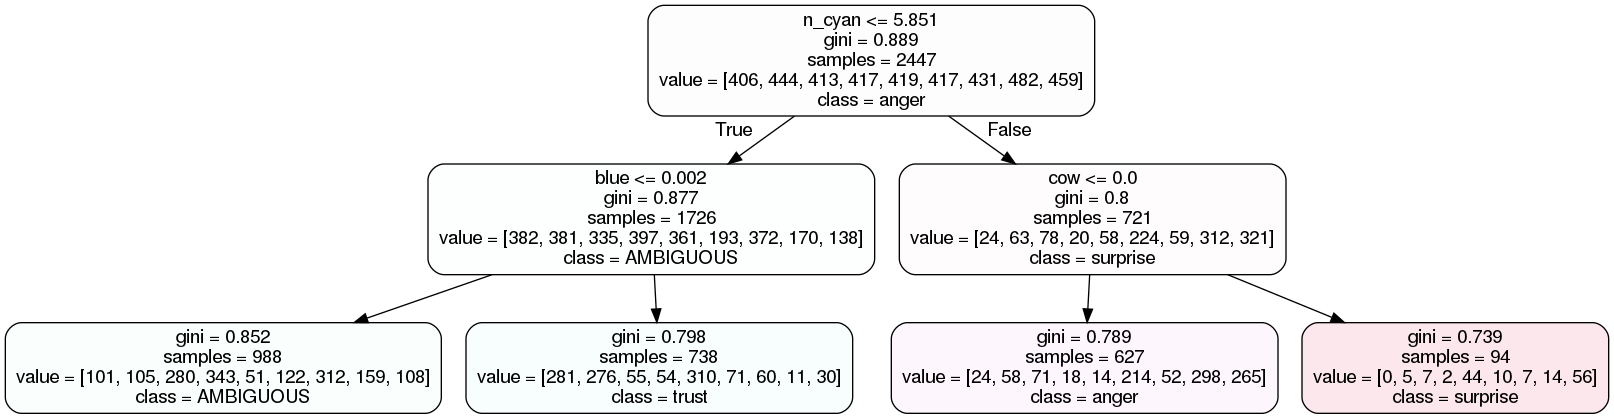 n_cyan <= 5.851
gini = 0.889
samples = 2447
value = [406, 444, 413, 417, 419, 417, 431, 482, 459]
class = anger
True
False
blue <= 0.002
gini = 0.877
samples = 1726
value = [382, 381, 335, 397, 361, 193, 372, 170, 138]
class = AMBIGUOUS
cow <= 0.0
gini = 0.8
samples = 721
value = [24, 63, 78, 20, 58, 224, 59, 312, 321]
class = surprise
gini = 0.852
samples = 988
value = [101, 105, 280, 343, 51, 122, 312, 159, 108]
class = AMBIGUOUS
gini = 0.798
samples = 738
value = [281, 276, 55, 54, 310, 71, 60, 11, 30]
class = trust
gini = 0.789
samples = 627
value = [24, 58, 71, 18, 14, 214, 52, 298, 265]
class = anger
gini = 0.739
samples = 94
value = [0, 5, 7, 2, 44, 10, 7, 14, 56]
class = surprise